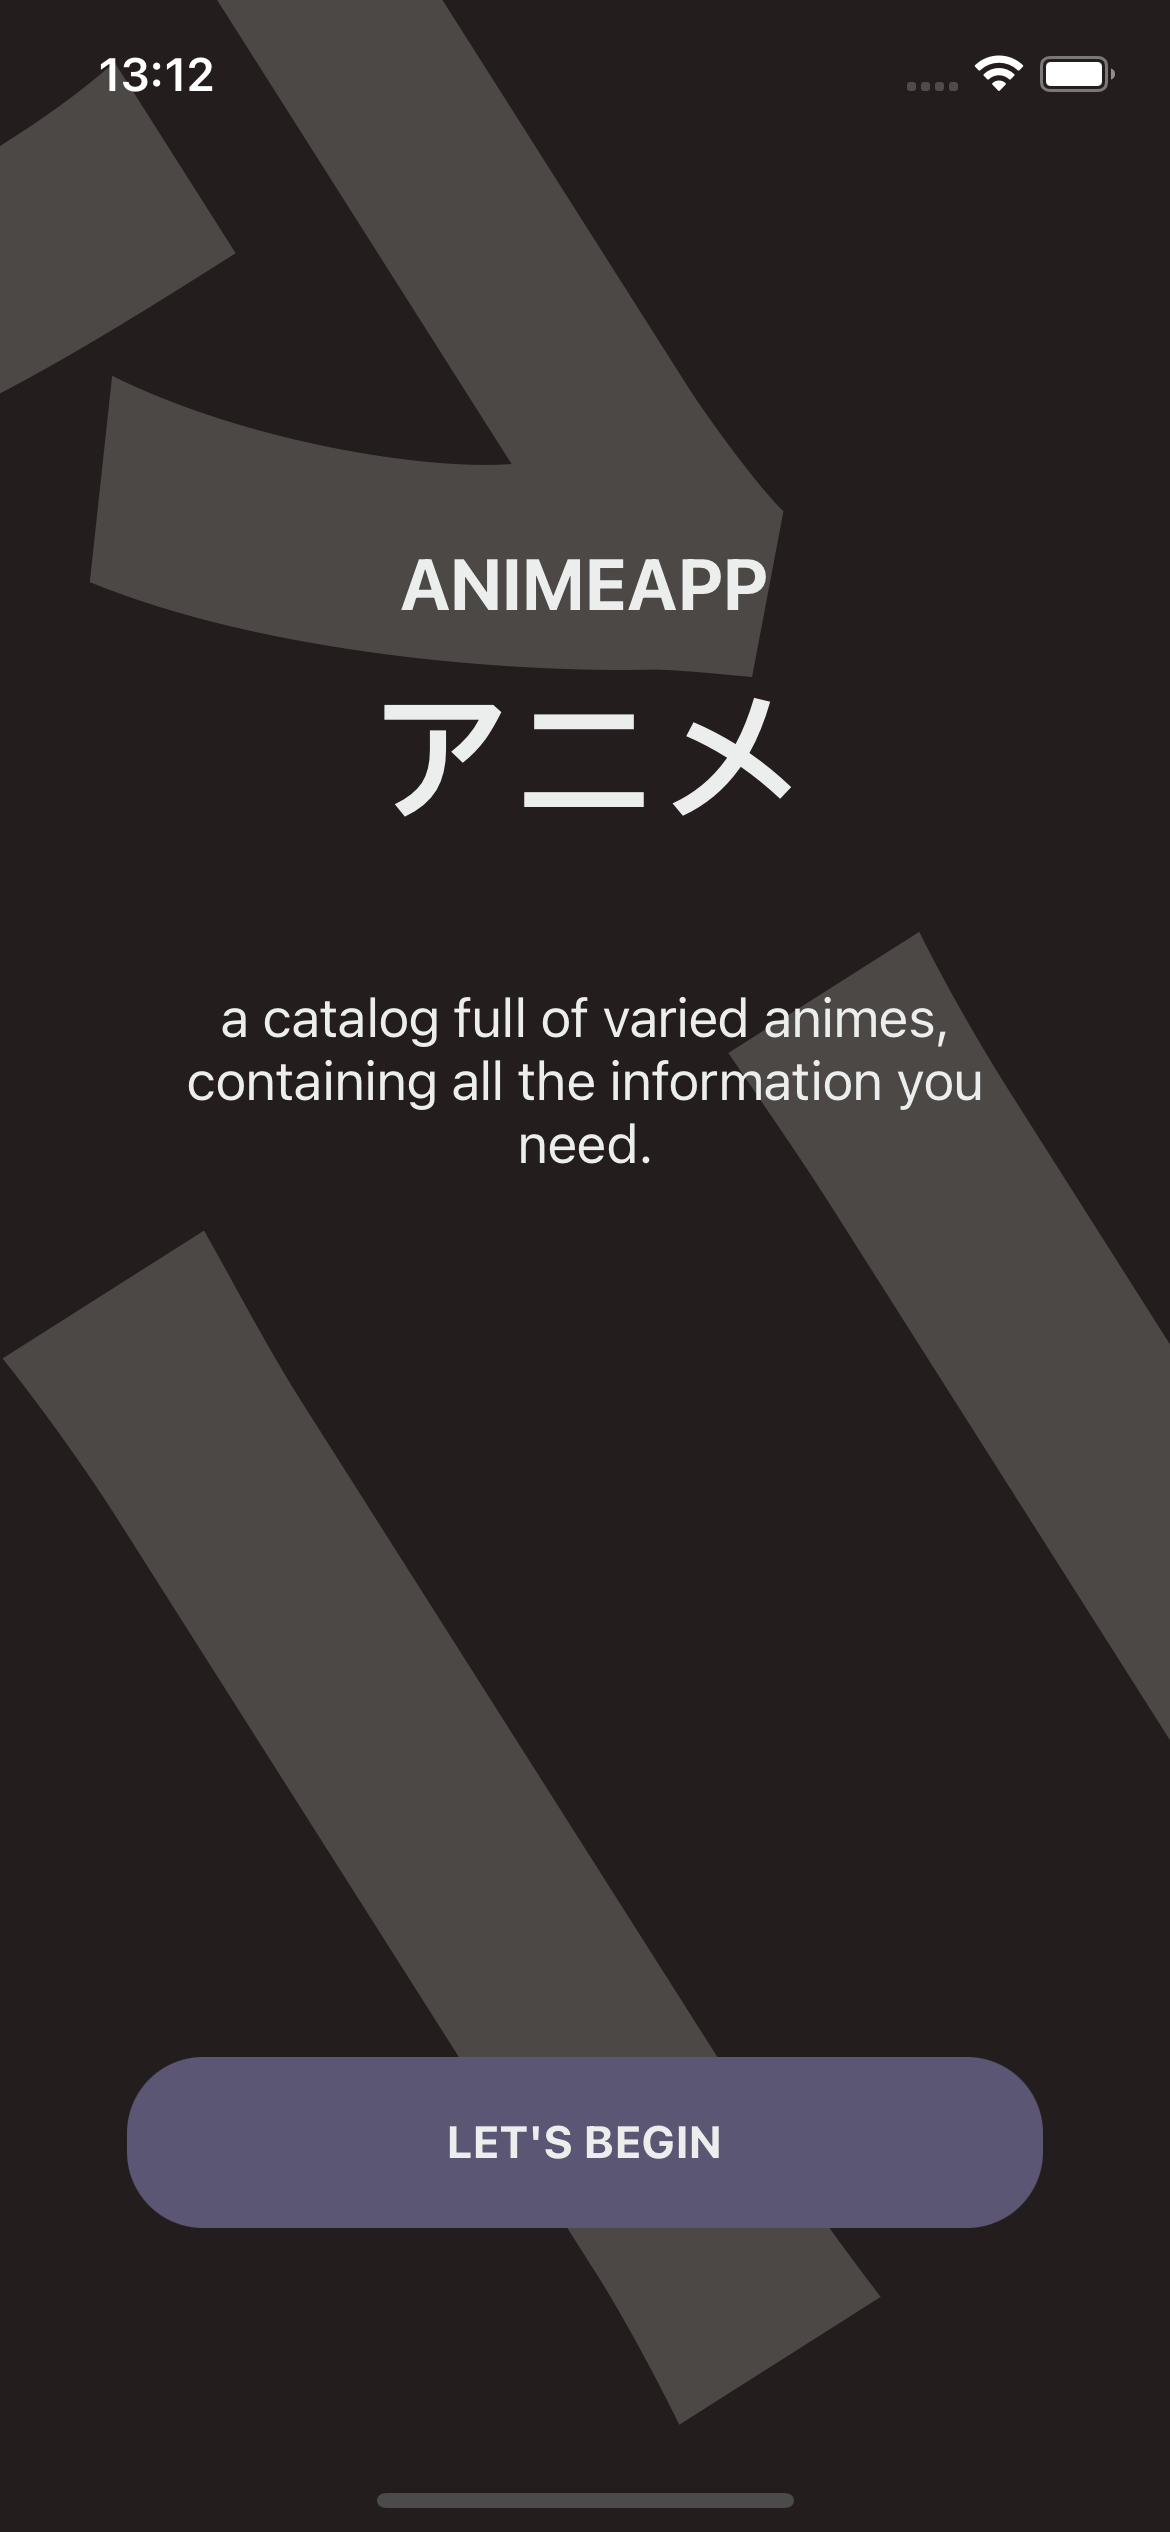 13:12
ANIMEAPP
アニメ
a catalog full of varied animes,
containing all the information you
need.
LET'S BEGIN